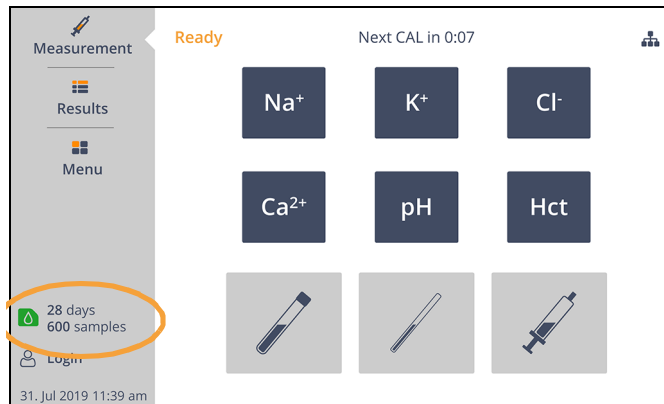 Measurement
Results
Menu
28 days
600 samples
Login
31. Jul 2019 11:39 am
Ready
Next CAL in 0:07
Na⁺
K⁺
Cl⁻
Ca²⁺
pH
Hct